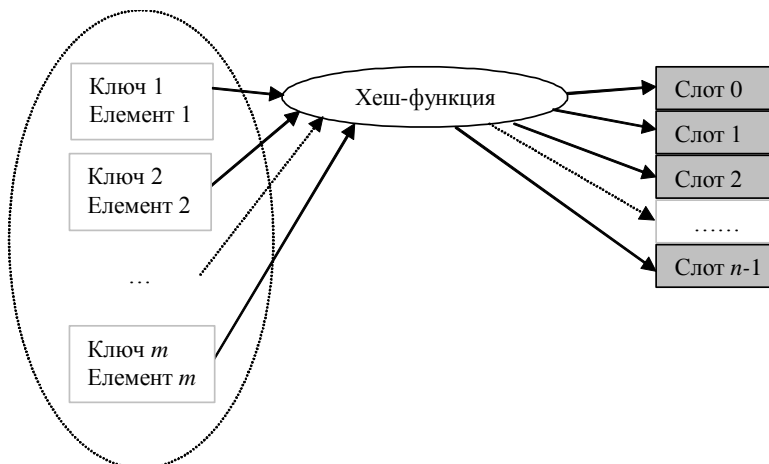 Ключ 1
Елемент 1
Ключ 2
Елемент 2
…
Ключ m
Елемент m
Хеш-функция
Слот 0
Слот 1
Слот 2
……
Слот n-1